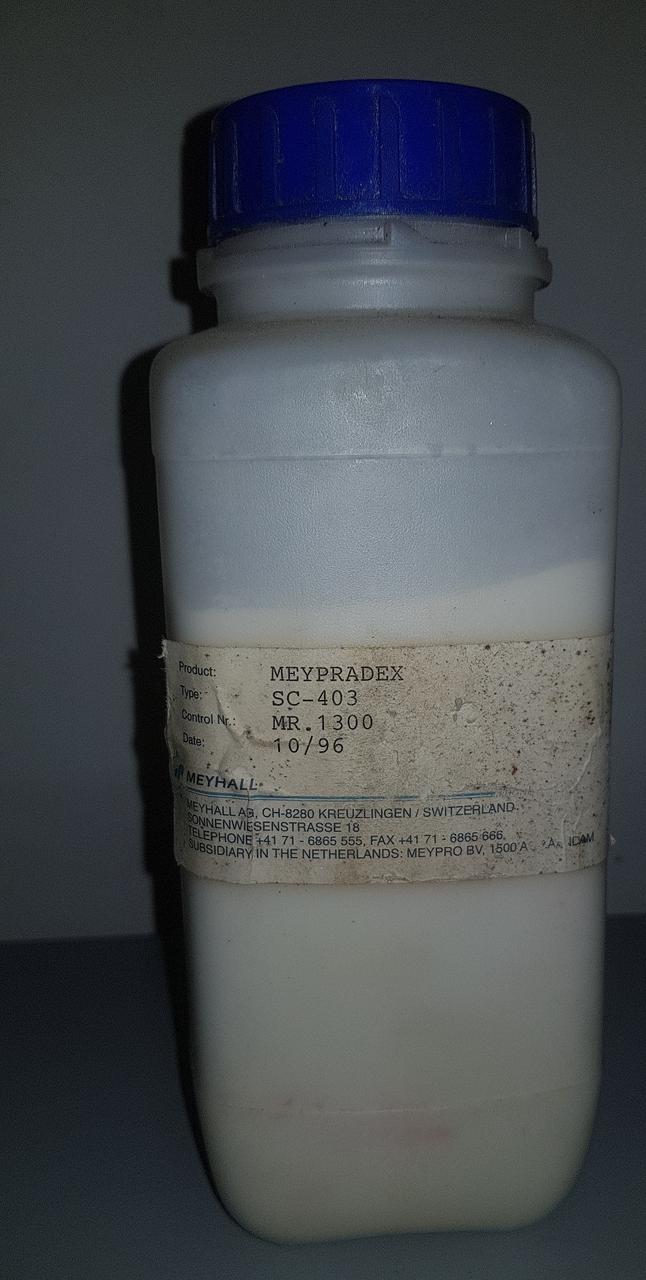 Product: MEYPRADEX
Type: SC-403
Control Nr.: MR.1300
Date: 10/96
MEYHALL
MEYHALL AG, CH-8280 KREUZLINGEN / SWITZERLAND
SONNENWIESENSTRASSE 18
TELEPHONE +41 71 - 6865 555, FAX +41 71 - 6865 666,
SUBSIDIARY IN THE NETHERLANDS: MEYPRO BV, 1500 A